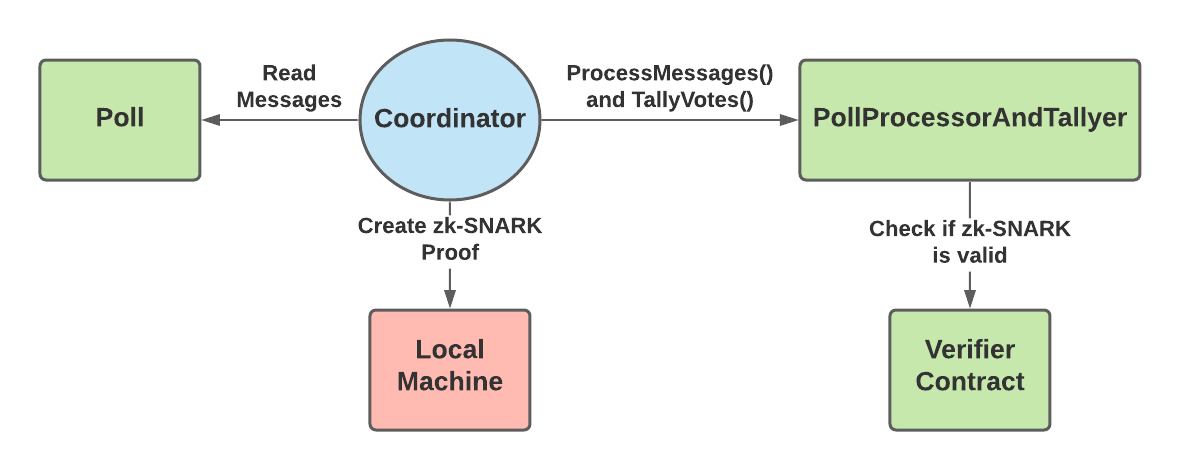 Read
Messages
ProcessMessages()
and TallyVotes()
Poll
Coordinator
PollProcessorAndTallyer
Create zk-SNARK
Proof
Check if zk-SNARK
is valid
Local
Machine
Verifier
Contract